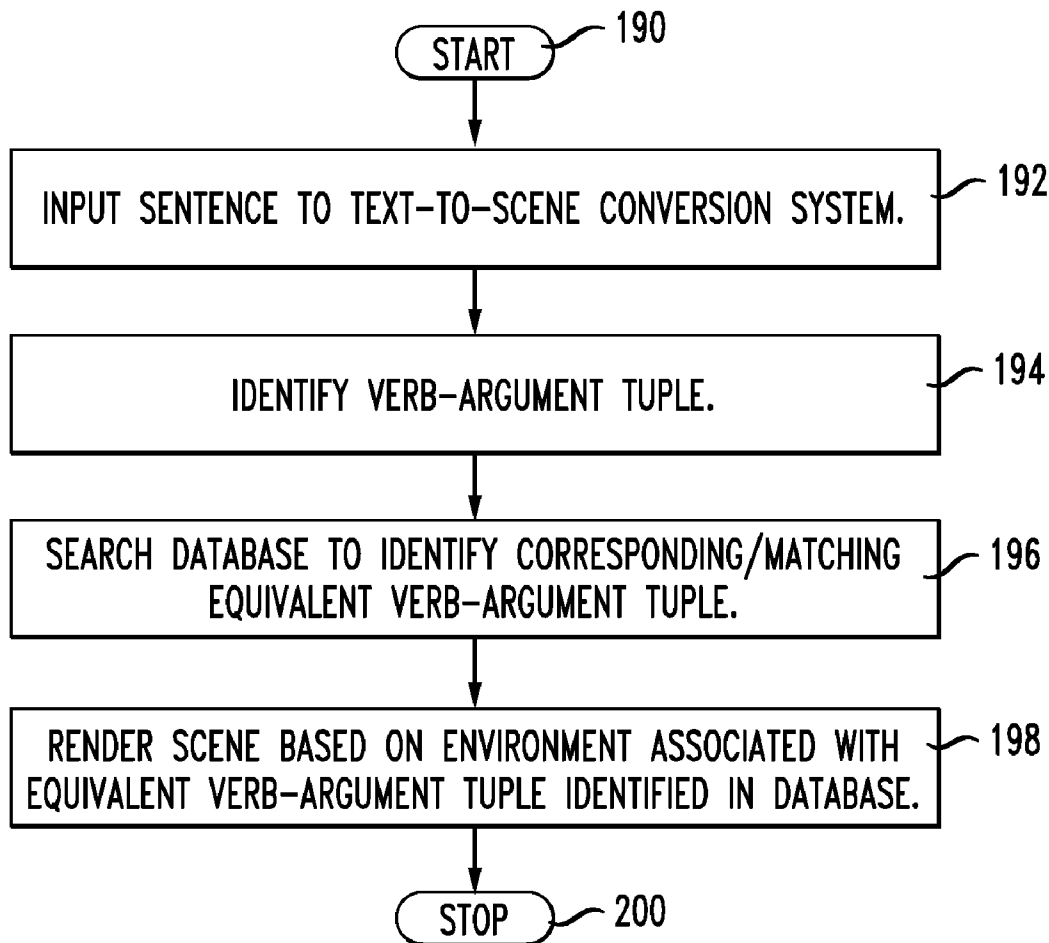 START
190
INPUT SENTENCE TO TEXT-TO-SCENE CONVERSION SYSTEM.
192
IDENTIFY VERB-ARGUMENT TUPLE.
194
SEARCH DATABASE TO IDENTIFY CORRESPONDING/MATCHING
EQUIVALENT VERB-ARGUMENT TUPLE.
196
RENDER SCENE BASED ON ENVIRONMENT ASSOCIATED WITH
EQUIVALENT VERB-ARGUMENT TUPLE IDENTIFIED IN DATABASE.
198
STOP
200